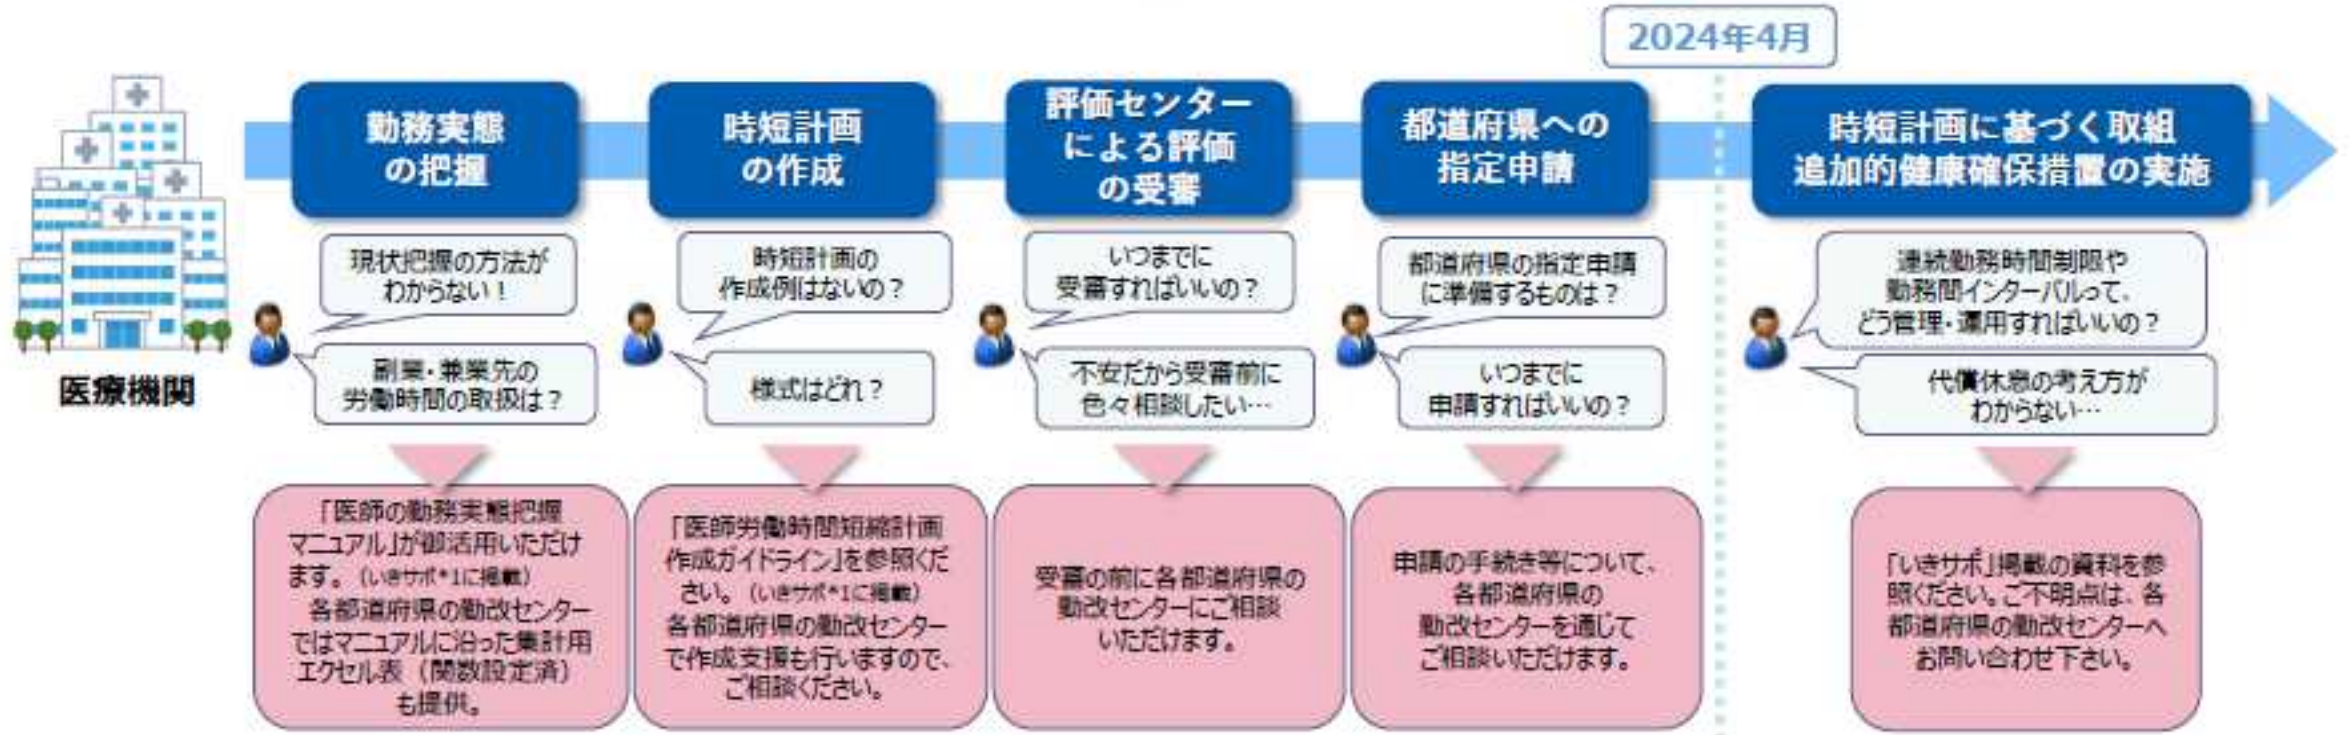 2024年4月
医療機関
勤務実態
の把握
時短計画
の作成
評価センター
による評価
の受審
都道府県への
指定申請
時短計画に基づく取組
追加的健康確保措置の実施
現状把握の方法が
わからない！
副業・兼業先の
労働時間の取扱は？
時短計画の
作成例はないの？
様式はどれ？
いつまでに
受審すればいいの？
不安だから受審前に
色々相談したい…
都道府県の指定申請
に準備するものは？
いつまでに
申請すればいいの？
連続勤務時間制限や
勤務間インターバルって、
どう管理・運用すればいいの？
代償休息の考え方が
わからない…
「医師の勤務実態把握
マニュアル」が御活用いただけ
ます。（いきサポ*1に掲載）
各都道府県の勤改センター
ではマニュアルに沿った集計用
エクセル表（関数設定済）
も提供。
「医師労働時間短縮計画
作成ガイドライン」を参照くだ
さい。（いきサポ*1に掲載）
各都道府県の勤改センター
で作成支援も行いますので、
ご相談ください。
受審の前に各都道府県の
勤改センターにご相談
いただけます。
申請の手続き等について、
各都道府県の
勤改センターを通じて
ご相談いただけます。
「いきサポ」掲載の資料を参
照ください。ご不明点は、各
都道府県の勤改センターへ
お問い合わせ下さい。